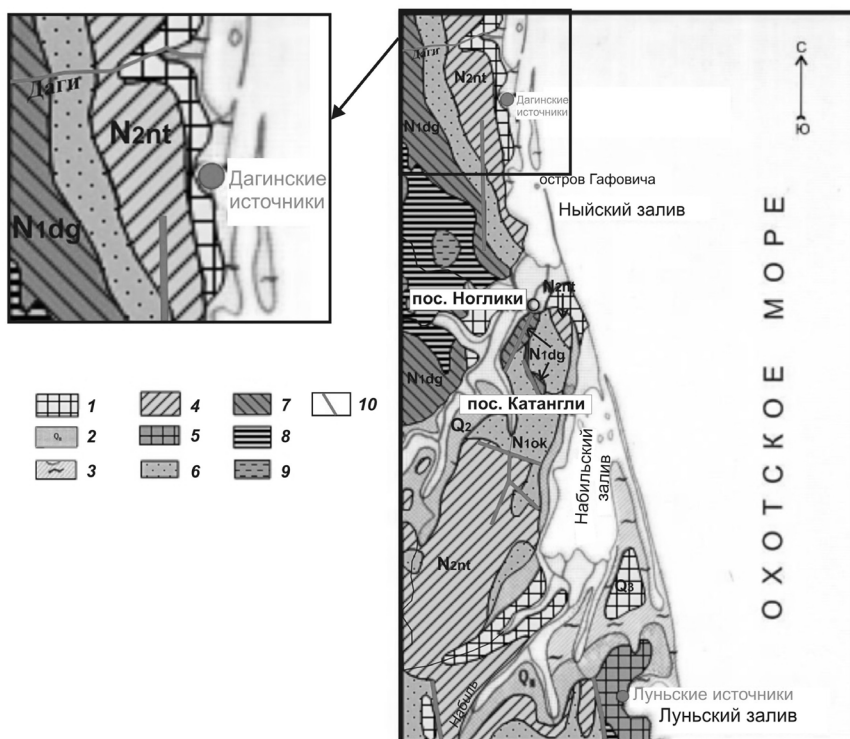 Даги
N2nt
Дагинские
источники
N1dg
Даги
N2nt
Дагинские
источники
N1dg
остров Гафовича
Ныйский залив
С
Ю
ОХОТСКОЕ МОРЕ
пос. Ноглики
N2nt
N1dg
N1dg
пос. Катангли
Q2
N1ok
Набильский
залив
N2nt
Q3
Набиль
Луньские источники
Луньский залив
1
4
7
10
2
5
8
3
6
9